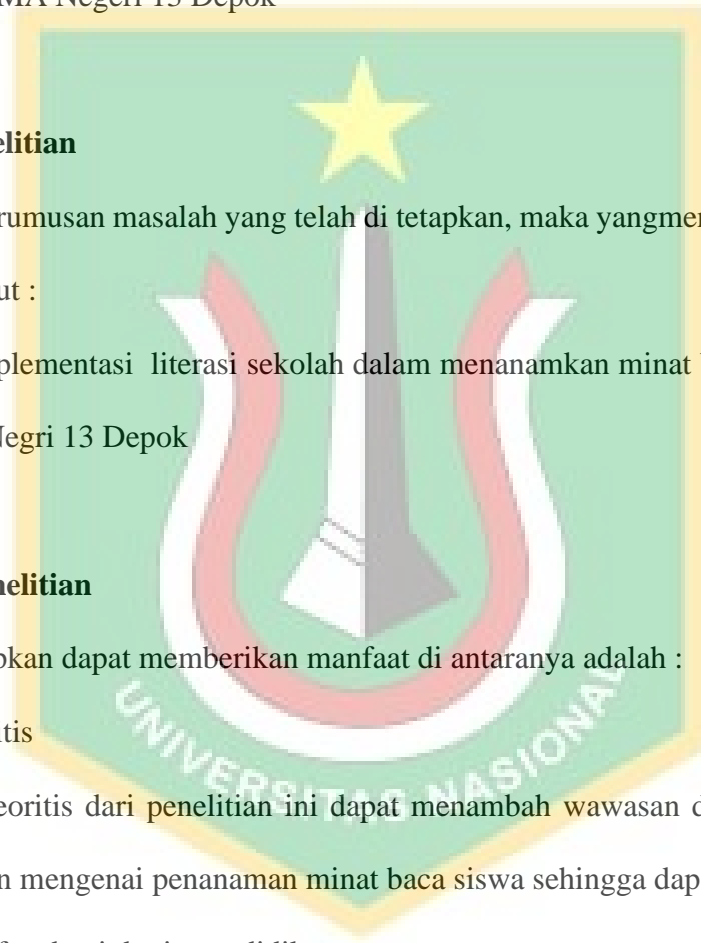 MA Negeri 13 Depok
elitian
rumusan masalah yang telah di tetapkan, maka yangmen
ut :
plementasi literasi sekolah dalam menanamkan minat
Negri 13 Depok
nelitian
pkan dapat memberikan manfaat di antaranya adalah :
itis
eoritis dari penelitian ini dapat menambah wawasan d
n mengenai penanaman minat baca siswa sehingga dap
UNIVERSITAS NASIONAL